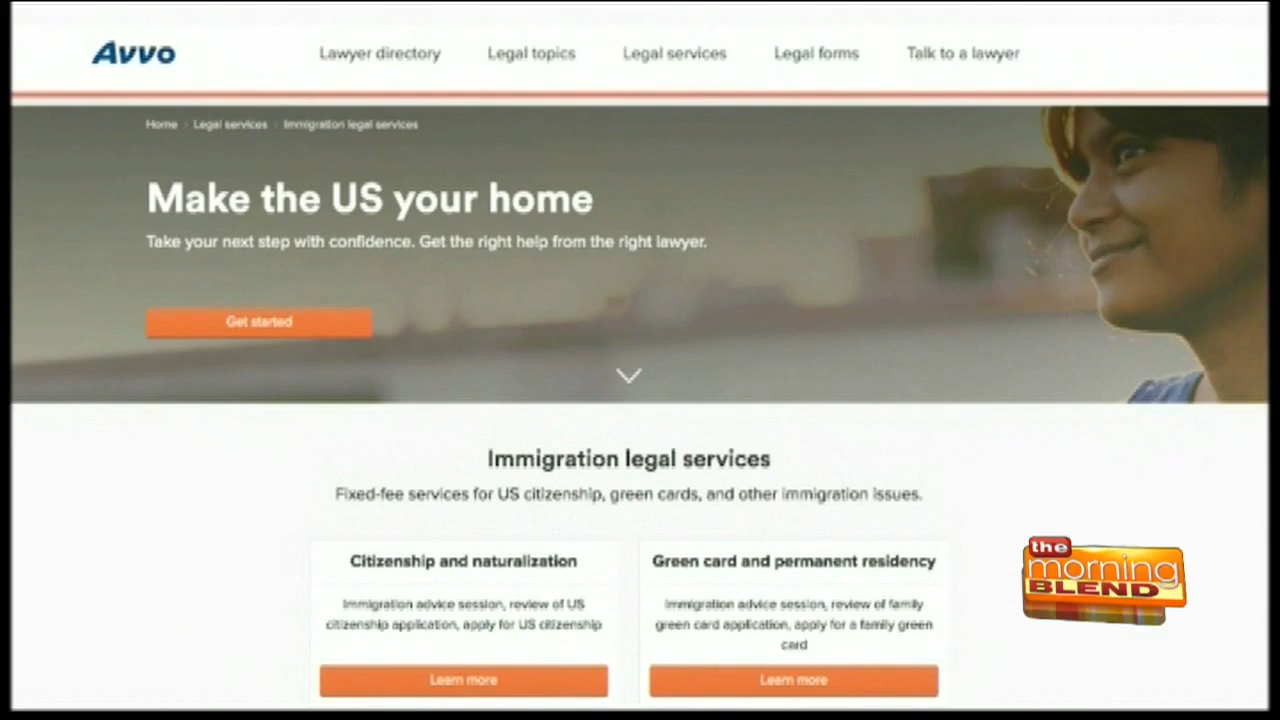 Avvo
Lawyer directory Legal topics Legal services Legal forms Talk to a lawyer
Home › Legal services › Immigration legal services
Make the US your home
Take your next step with confidence. Get the right help from the right lawyer.
Get started
Immigration legal services
Fixed-fee services for US citizenship, green cards, and other immigration issues.
Citizenship and naturalization
Immigration advice session, review of US
citizenship application, apply for US citizenship
Learn more
Green card and permanent residency
Immigration advice session, review of family
green card application, apply for a family green
card
Learn more
the
morning
BLEND